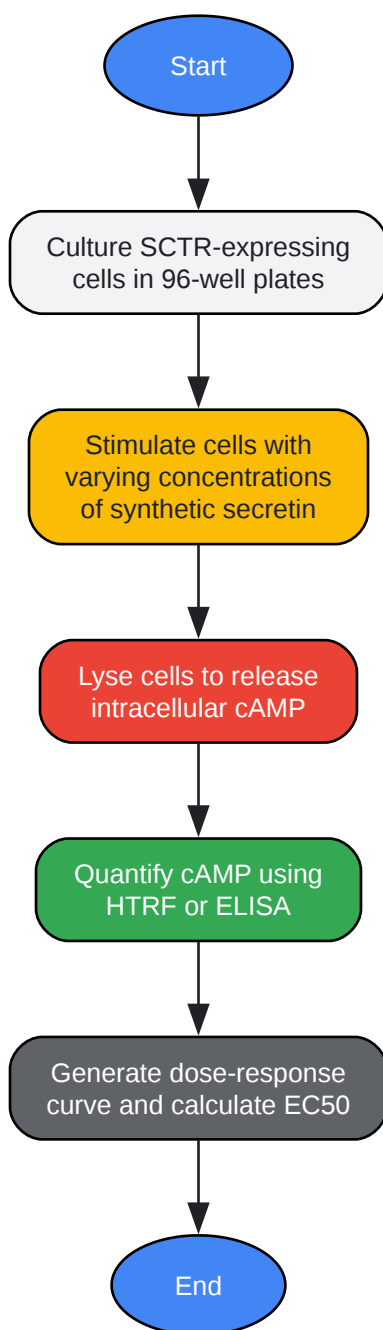 Start
Culture SCTR-expressing
cells in 96-well plates
Stimulate cells with
varying concentrations
of synthetic secretin
Lyse cells to release
intracellular cAMP
Quantify cAMP using
HTRF or ELISA
Generate dose-response
curve and calculate EC50
End